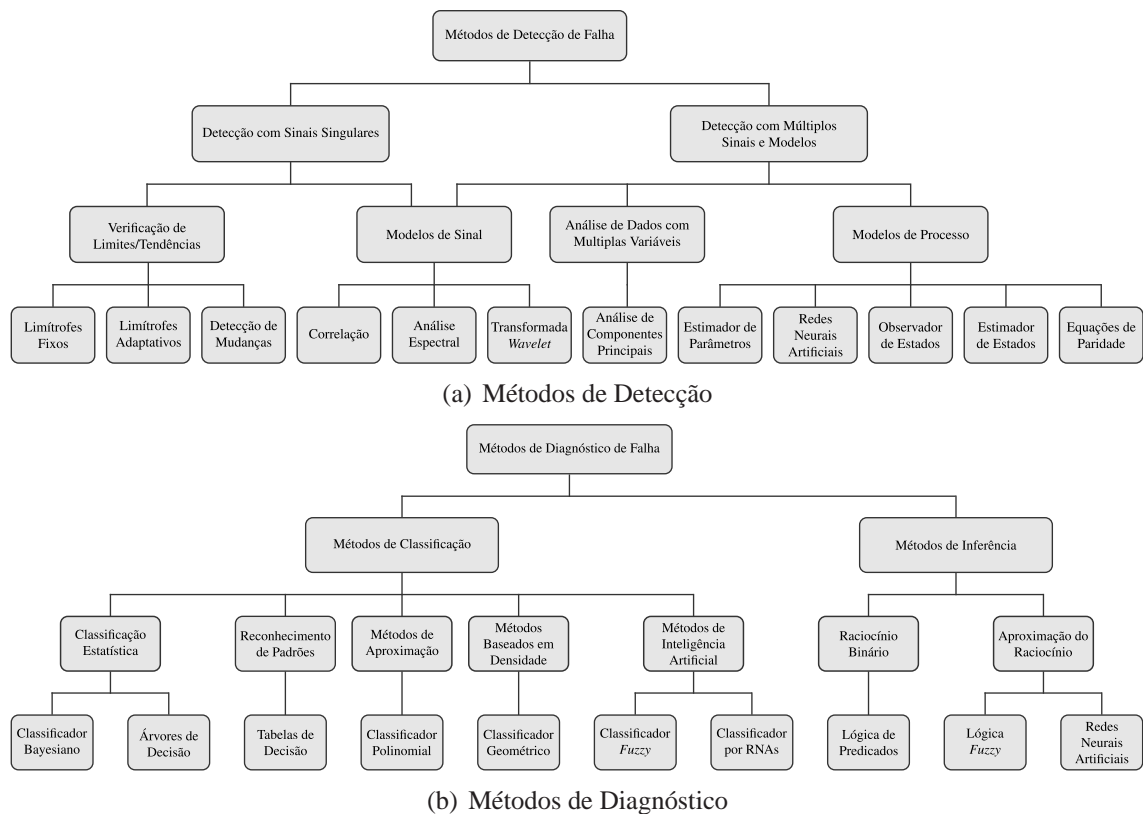 Métodos de Detecção de Falha
Detecção com Sinais Singulares
Detecção com Múltiplos
Sinais e Modelos
Verificação de
Limites/Tendências
Modelos de Sinal
Análise de Dados com
Multiplas Variáveis
Modelos de Processo
Limítrofes
Fixos
Limítrofes
Adaptativos
Detecção de
Mudanças
Correlação
Análise
Espectral
Transformada
Wavelet
Análise de
Componentes
Principais
Estimador de
Parâmetros
Redes
Neurais
Artificiais
Observador
de Estados
Estimador
de Estados
Equações de
Paridade
(a) Métodos de Detecção
Métodos de Diagnóstico de Falha
Métodos de Classificação
Métodos de Inferência
Classificação
Estatística
Reconhecimento
de Padrões
Métodos de
Aproximação
Métodos
Baseados em
Densidade
Métodos de
Inteligência
Artificial
Raciocínio
Binário
Aproximação do
Raciocínio
Classificador
Bayesiano
Árvores de
Decisão
Tabelas de
Decisão
Classificador
Polinomial
Classificador
Geométrico
Classificador
Fuzzy
Classificador
por RNAs
Lógica de
Predicados
Lógica
Fuzzy
Redes
Neurais
Artificiais
(b) Métodos de Diagnóstico